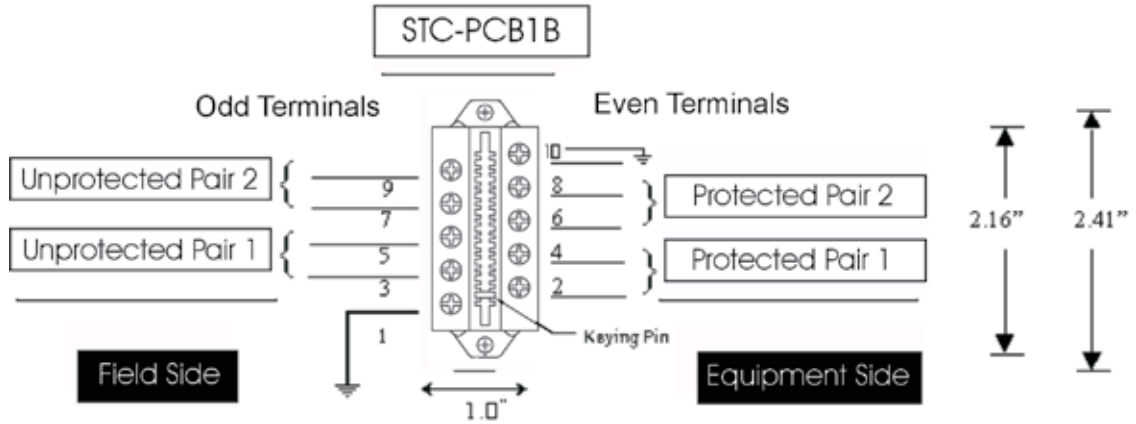 STC-PCB1B
Odd Terminals
Even Terminals
10
Unprotected Pair 2
9
8
Protected Pair 2
7
6
2.16”
2.41”
Unprotected Pair 1
5
4
Protected Pair 1
3
2
1
Keying Pin
Field Side
Equipment Side
1.0"